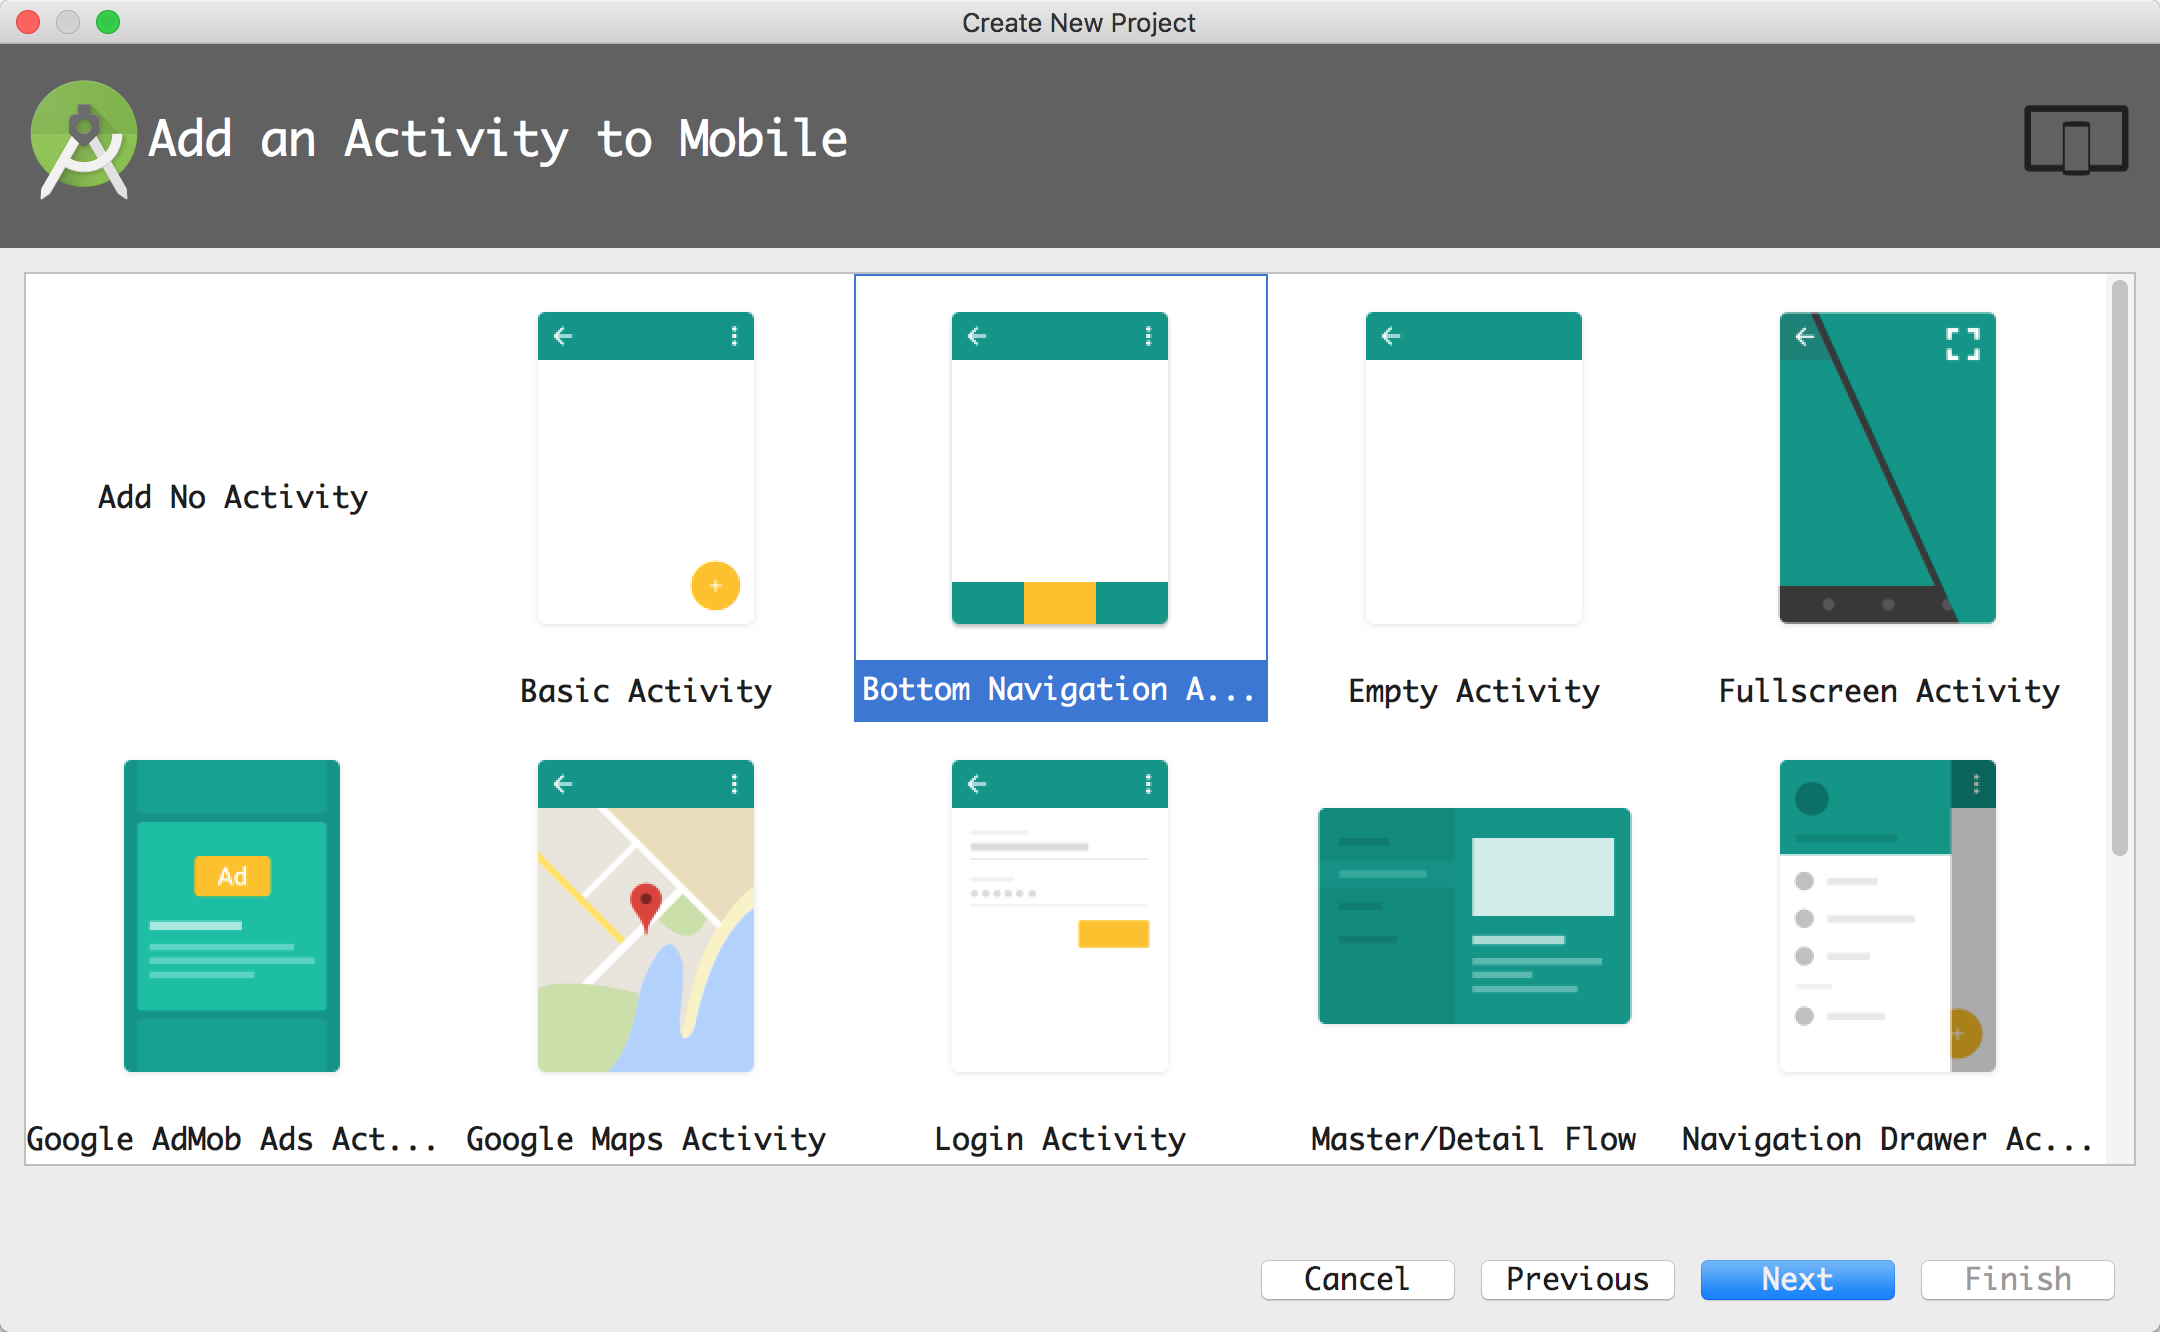 Create New Project
Add an Activity to Mobile
Add No Activity
Basic Activity
Bottom Navigation A...
Empty Activity
Fullscreen Activity
Ad
Google AdMob Ads Act...
Google Maps Activity
Login Activity
Master/Detail Flow
Navigation Drawer Ac...
Cancel
Previous
Next
Finish